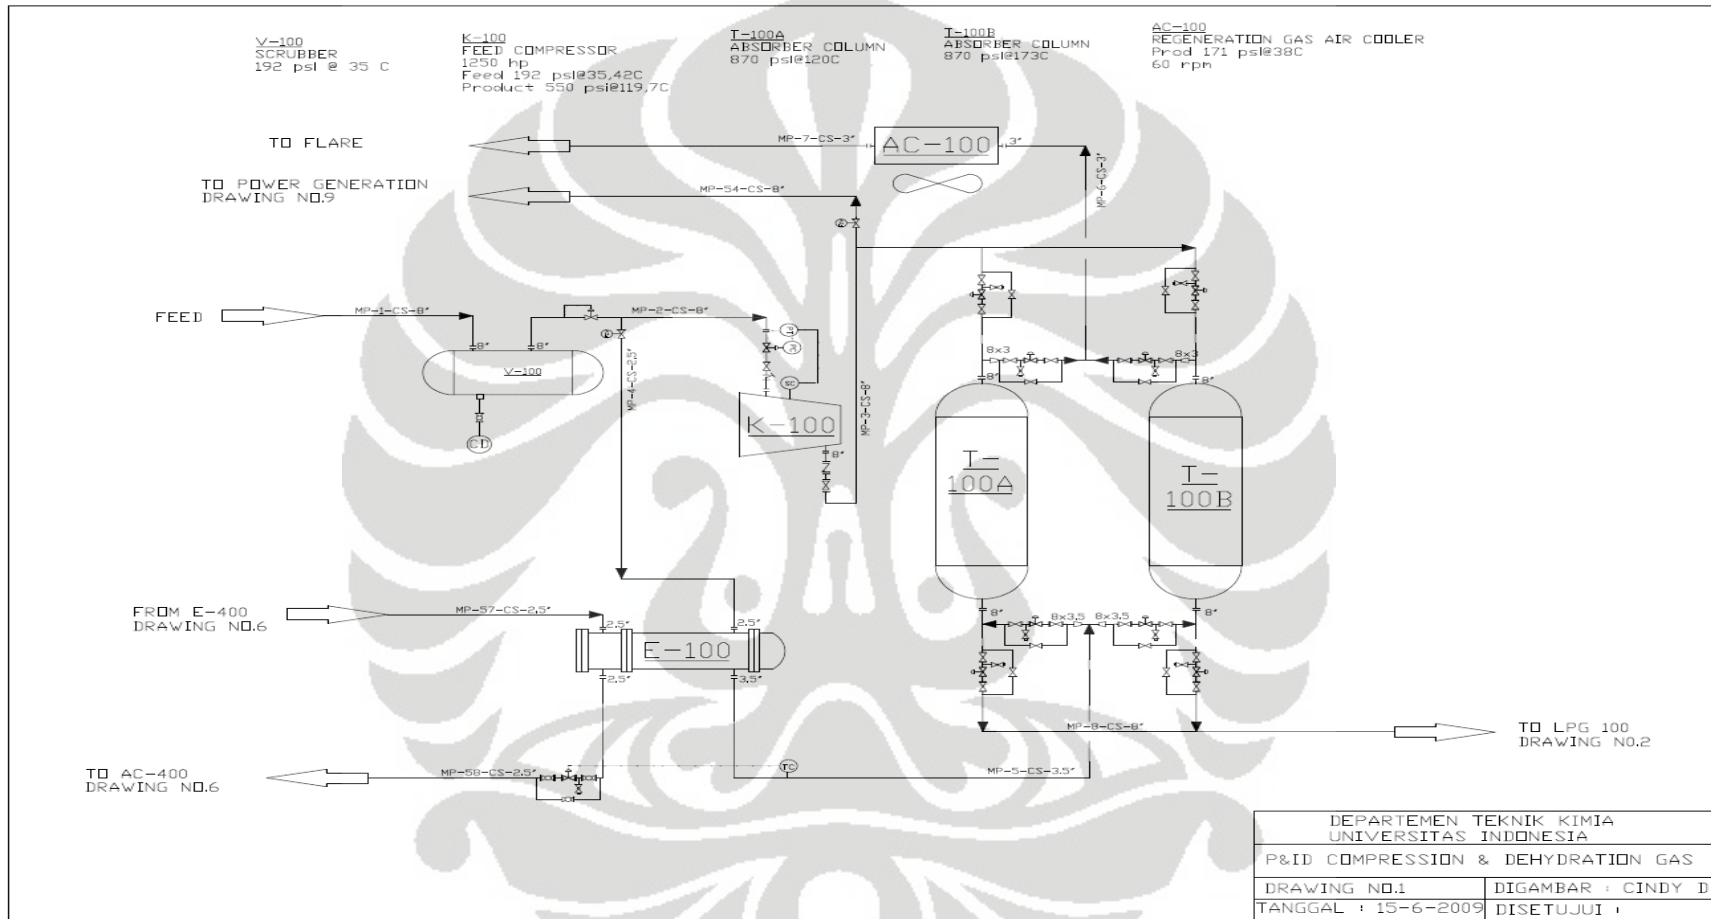 V-100
SCRUBBER
192 psi @ 35 C
K-100
FEED COMPRESSOR
1250 hp
Feed 192 psi@35,42C
Product 550 psi@119,7C
T-100A
ABSORBER COLUMN
870 psi@120C
T-100B
ABSORBER COLUMN
870 psi@173C
AC-100
REGENERATION GAS AIR COOLER
Prod 171 psi@38C
60 rpm
TO FLARE
MP-7-CS-3"
AC-100
3"
MP-6-CS-3"
TO POWER GENERATION
DRAWING NO.9
MP-54-CS-8"
FEED
MP-1-CS-8"
8"
8"
V-100
CD
MP-2-CS-8"
MP-4-CS-2,5"
PT
PC
SC
K-100
8"
MP-3-CS-8"
8x3
8x3
8"
8"
T-
100A
T-
100B
8"
8"
8x3,5
8x3,5
FROM E-400
DRAWING NO.6
MP-57-CS-2,5"
2,5"
2,5"
E-100
2,5"
3,5"
MP-8-CS-8"
TO LPG 100
DRAWING NO.2
TO AC-400
DRAWING NO.6
MP-58-CS-2,5"
TC
MP-5-CS-3,5"
DEPARTEMEN TEKNIK KIMIA
UNIVERSITAS INDONESIA
P&ID COMPRESSION & DEHYDRATION GAS
DRAWING NO.1
DIGAMBAR : CINDY D
TANGGAL : 15-6-2009
DISETUJUI :